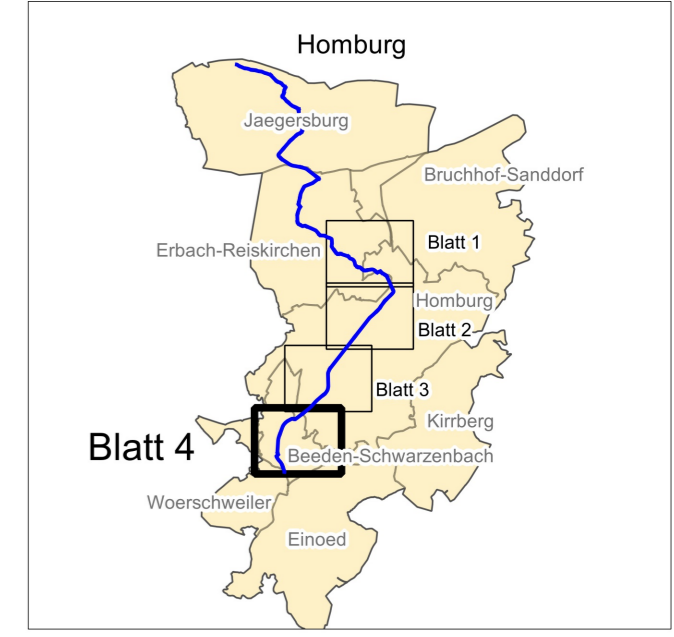 Homburg
Jaegersburg
Bruchhof-Sanddorf
Blatt 1
Erbach-Reiskirchen
Homburg
Blatt 2
Blatt 3
Kirrberg
Blatt 4
Beeden-Schwarzenbach
Woerschweiler
Einoed